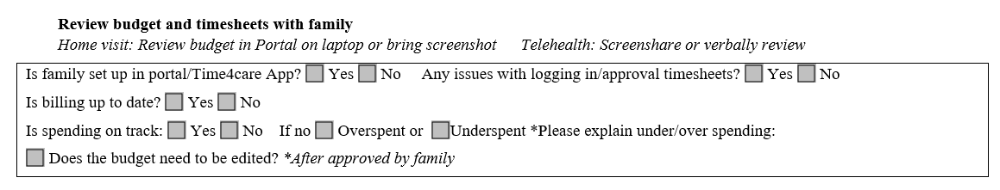 Review budget and timesheets with family
Home visit: Review budget in Portal on laptop or bring screenshot Telehealth: Screenshare or verbally review
Is family set up in portal/Time4care App? Yes No Any issues with logging in/approval timesheets? Yes No
Is billing up to date? Yes No
Is spending on track: Yes No If no Overspent or Underspent *Please explain under/over spending:
Does the budget need to be edited? *After approved by family